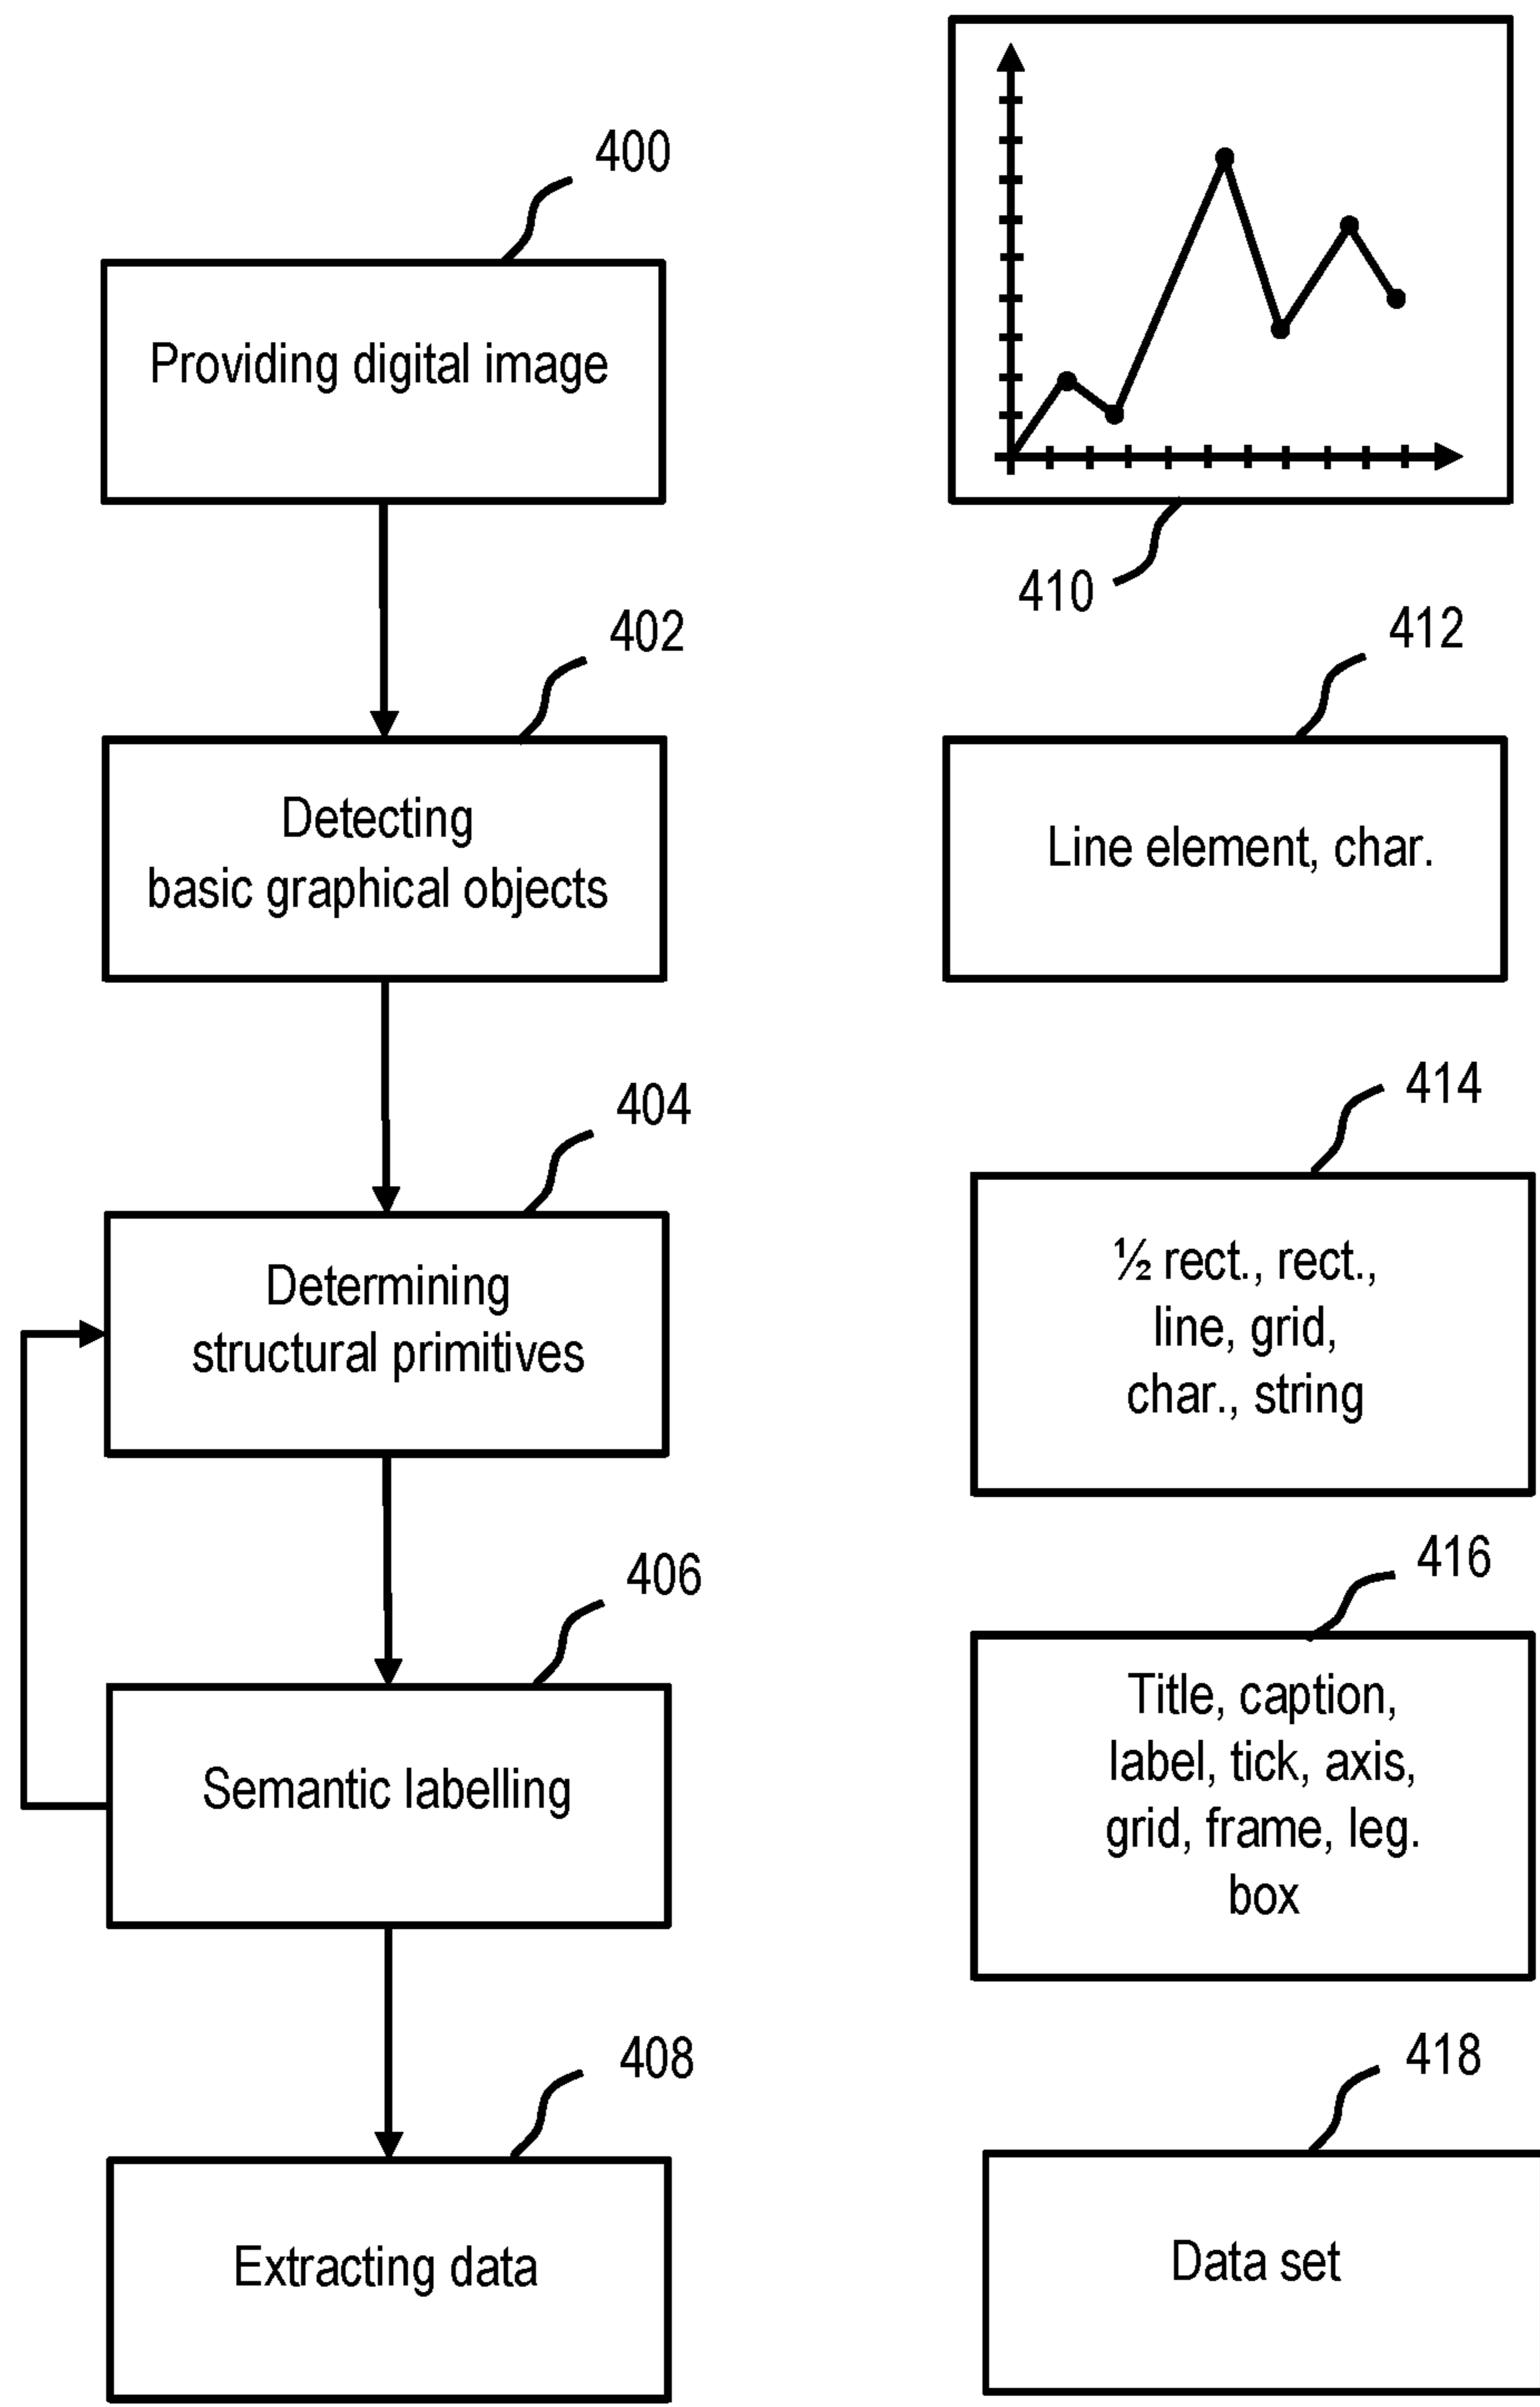 400
Providing digital image
410
402
412
Detecting
basic graphical objects
Line element, char.
404
414
Determining
structural primitives
½ rect., rect.,
line, grid,
char., string
406
416
Semantic labelling
Title, caption,
label, tick, axis,
grid, frame, leg.
box
408
418
Extracting data
Data set